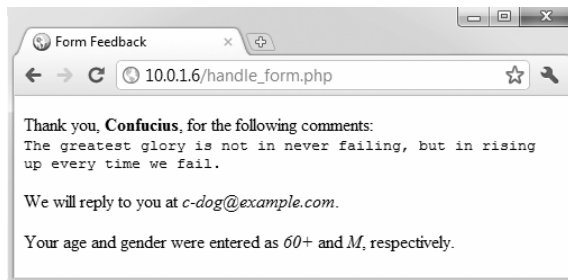 Form Feedback
10.0.1.6/handle_form.php
Thank you, Confucius, for the following comments:
The greatest glory is not in never failing, but in rising
up every time we fail.
We will reply to you at c-dog@example.com.
Your age and gender were entered as 60+ and M, respectively.